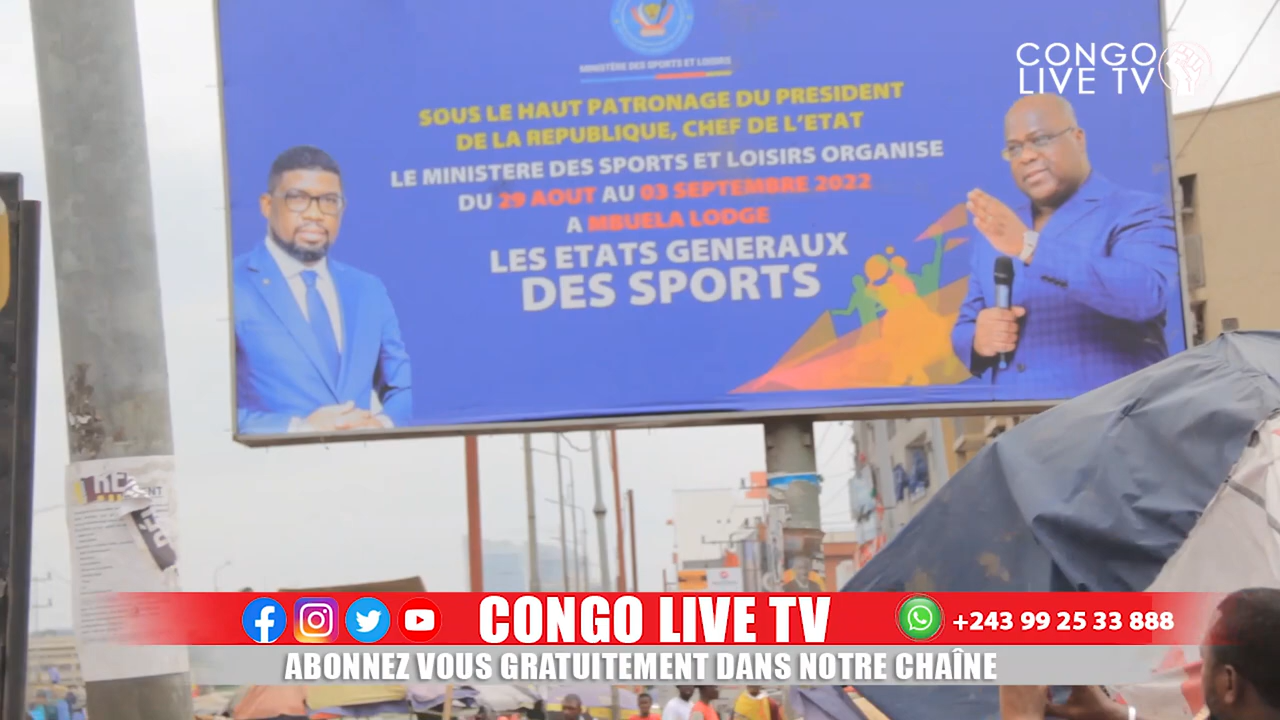 CONGO
LIVE TV
MINISTÈRE DES SPORTS ET LOISIRS
SOUS LE HAUT PATRONAGE DU PRESIDENT
DE LA REPUBLIQUE, CHEF DE L'ETAT
LE MINISTERE DES SPORTS ET LOISIRS ORGANISE
DU 29 AOUT AU 03 SEPTEMBRE 2022
A MBUELA LODGE
LES ETATS GENERAUX
DES SPORTS
CONGO LIVE TV
+243 99 25 33 888
ABONNEZ VOUS GRATUITEMENT DANS NOTRE CHAÎNE